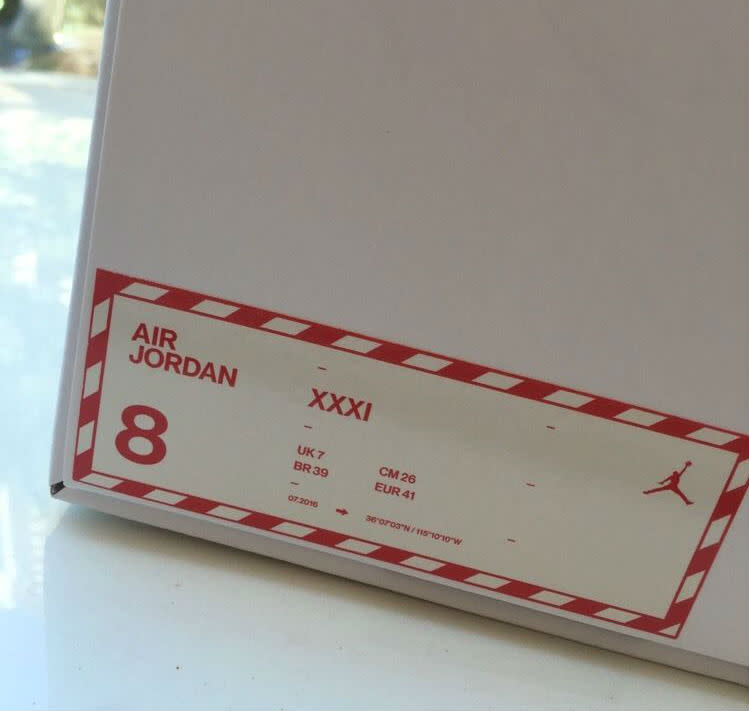 AIR
JORDAN
XXXI
8
UK 7
BR 39
CM 26
EUR 41
07.2016 → 36°07'03"N / 115°10'10"W